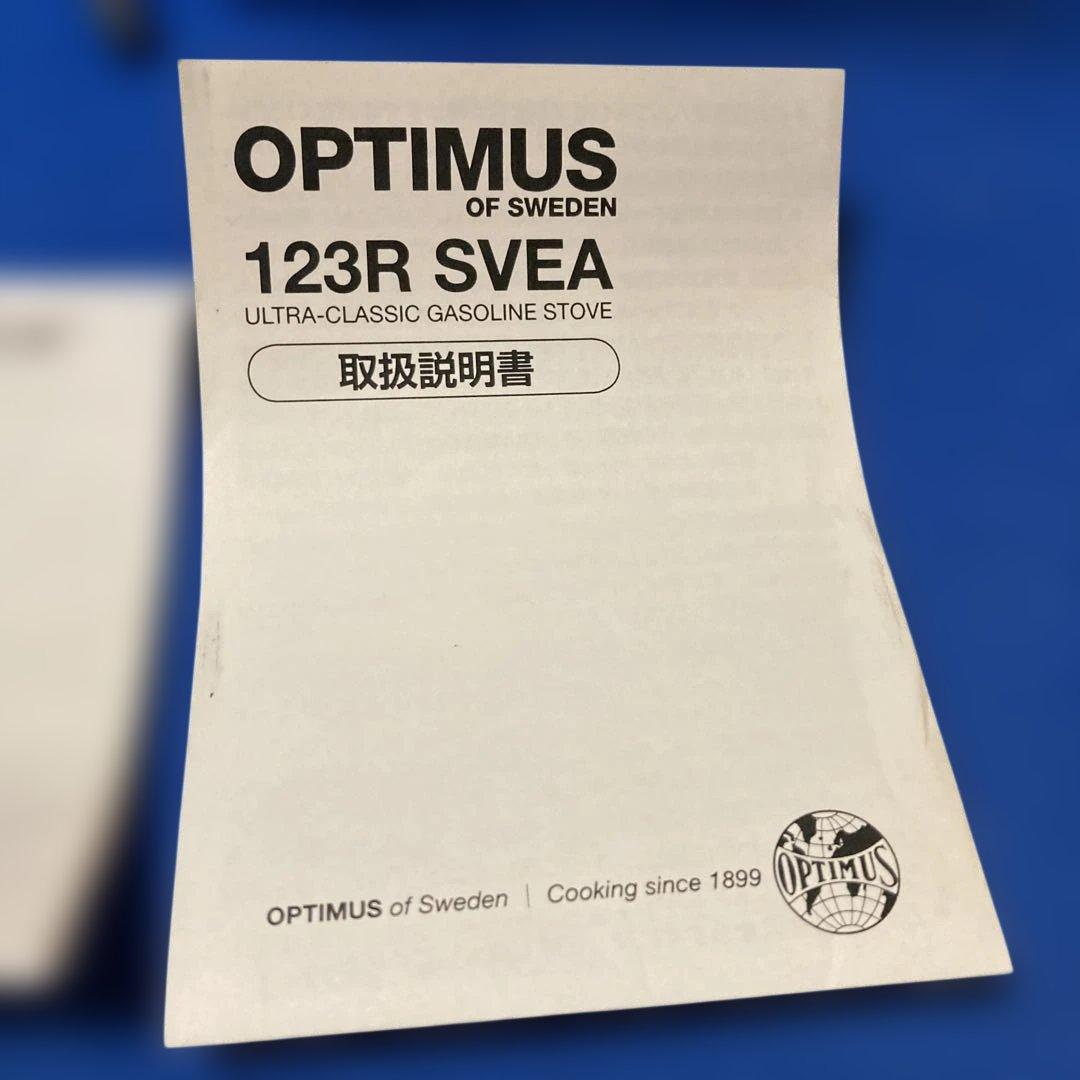 OPTIMUS
OF SWEDEN
123R SVEA
ULTRA-CLASSIC GASOLINE STOVE
取扱説明書
OPTIMUS of Sweden | Cooking since 1899
OPTIMUS